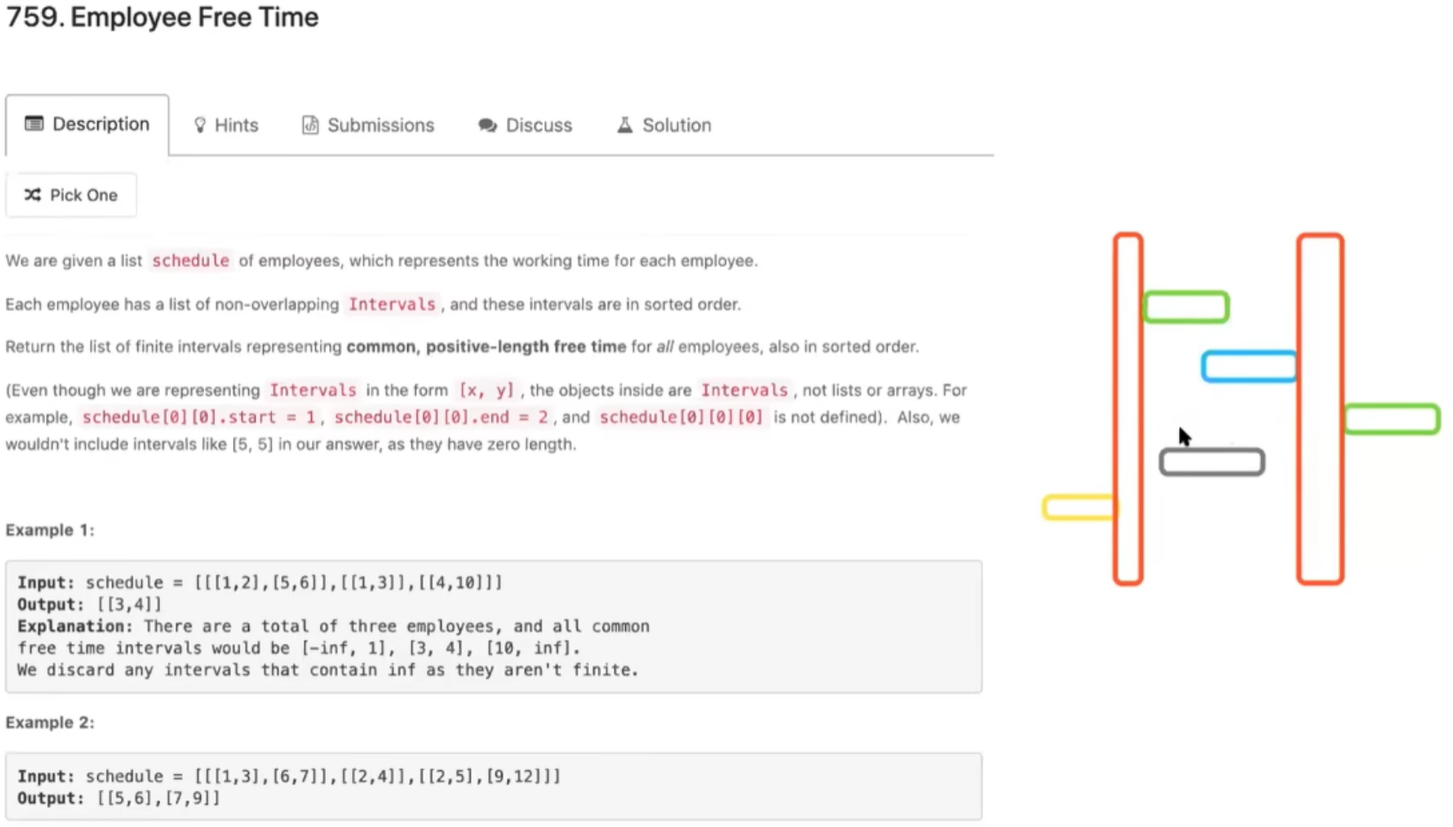 759. Employee Free Time
Description
Hints
Submissions
Discuss
Solution
Pick One
We are given a list schedule of employees, which represents the working time for each employee.
Each employee has a list of non-overlapping Intervals, and these intervals are in sorted order.
Return the list of finite intervals representing common, positive-length free time for all employees, also in sorted order.
(Even though we are representing Intervals in the form [x, y], the objects inside are Intervals, not lists or arrays. For
example, schedule[0][0].start = 1, schedule[0][0].end = 2, and schedule[0][0][0] is not defined). Also, we
wouldn't include intervals like [5, 5] in our answer, as they have zero length.
Example 1:
Input: schedule = [[[1,2],[5,6]],[[1,3]],[[4,10]]]
Output: [[3,4]]
Explanation: There are a total of three employees, and all common
free time intervals would be [-inf, 1], [3, 4], [10, inf].
We discard any intervals that contain inf as they aren't finite.
Example 2:
Input: schedule = [[[1,3],[6,7]],[[2,4]],[[2,5],[9,12]]]
Output: [[5,6],[7,9]]